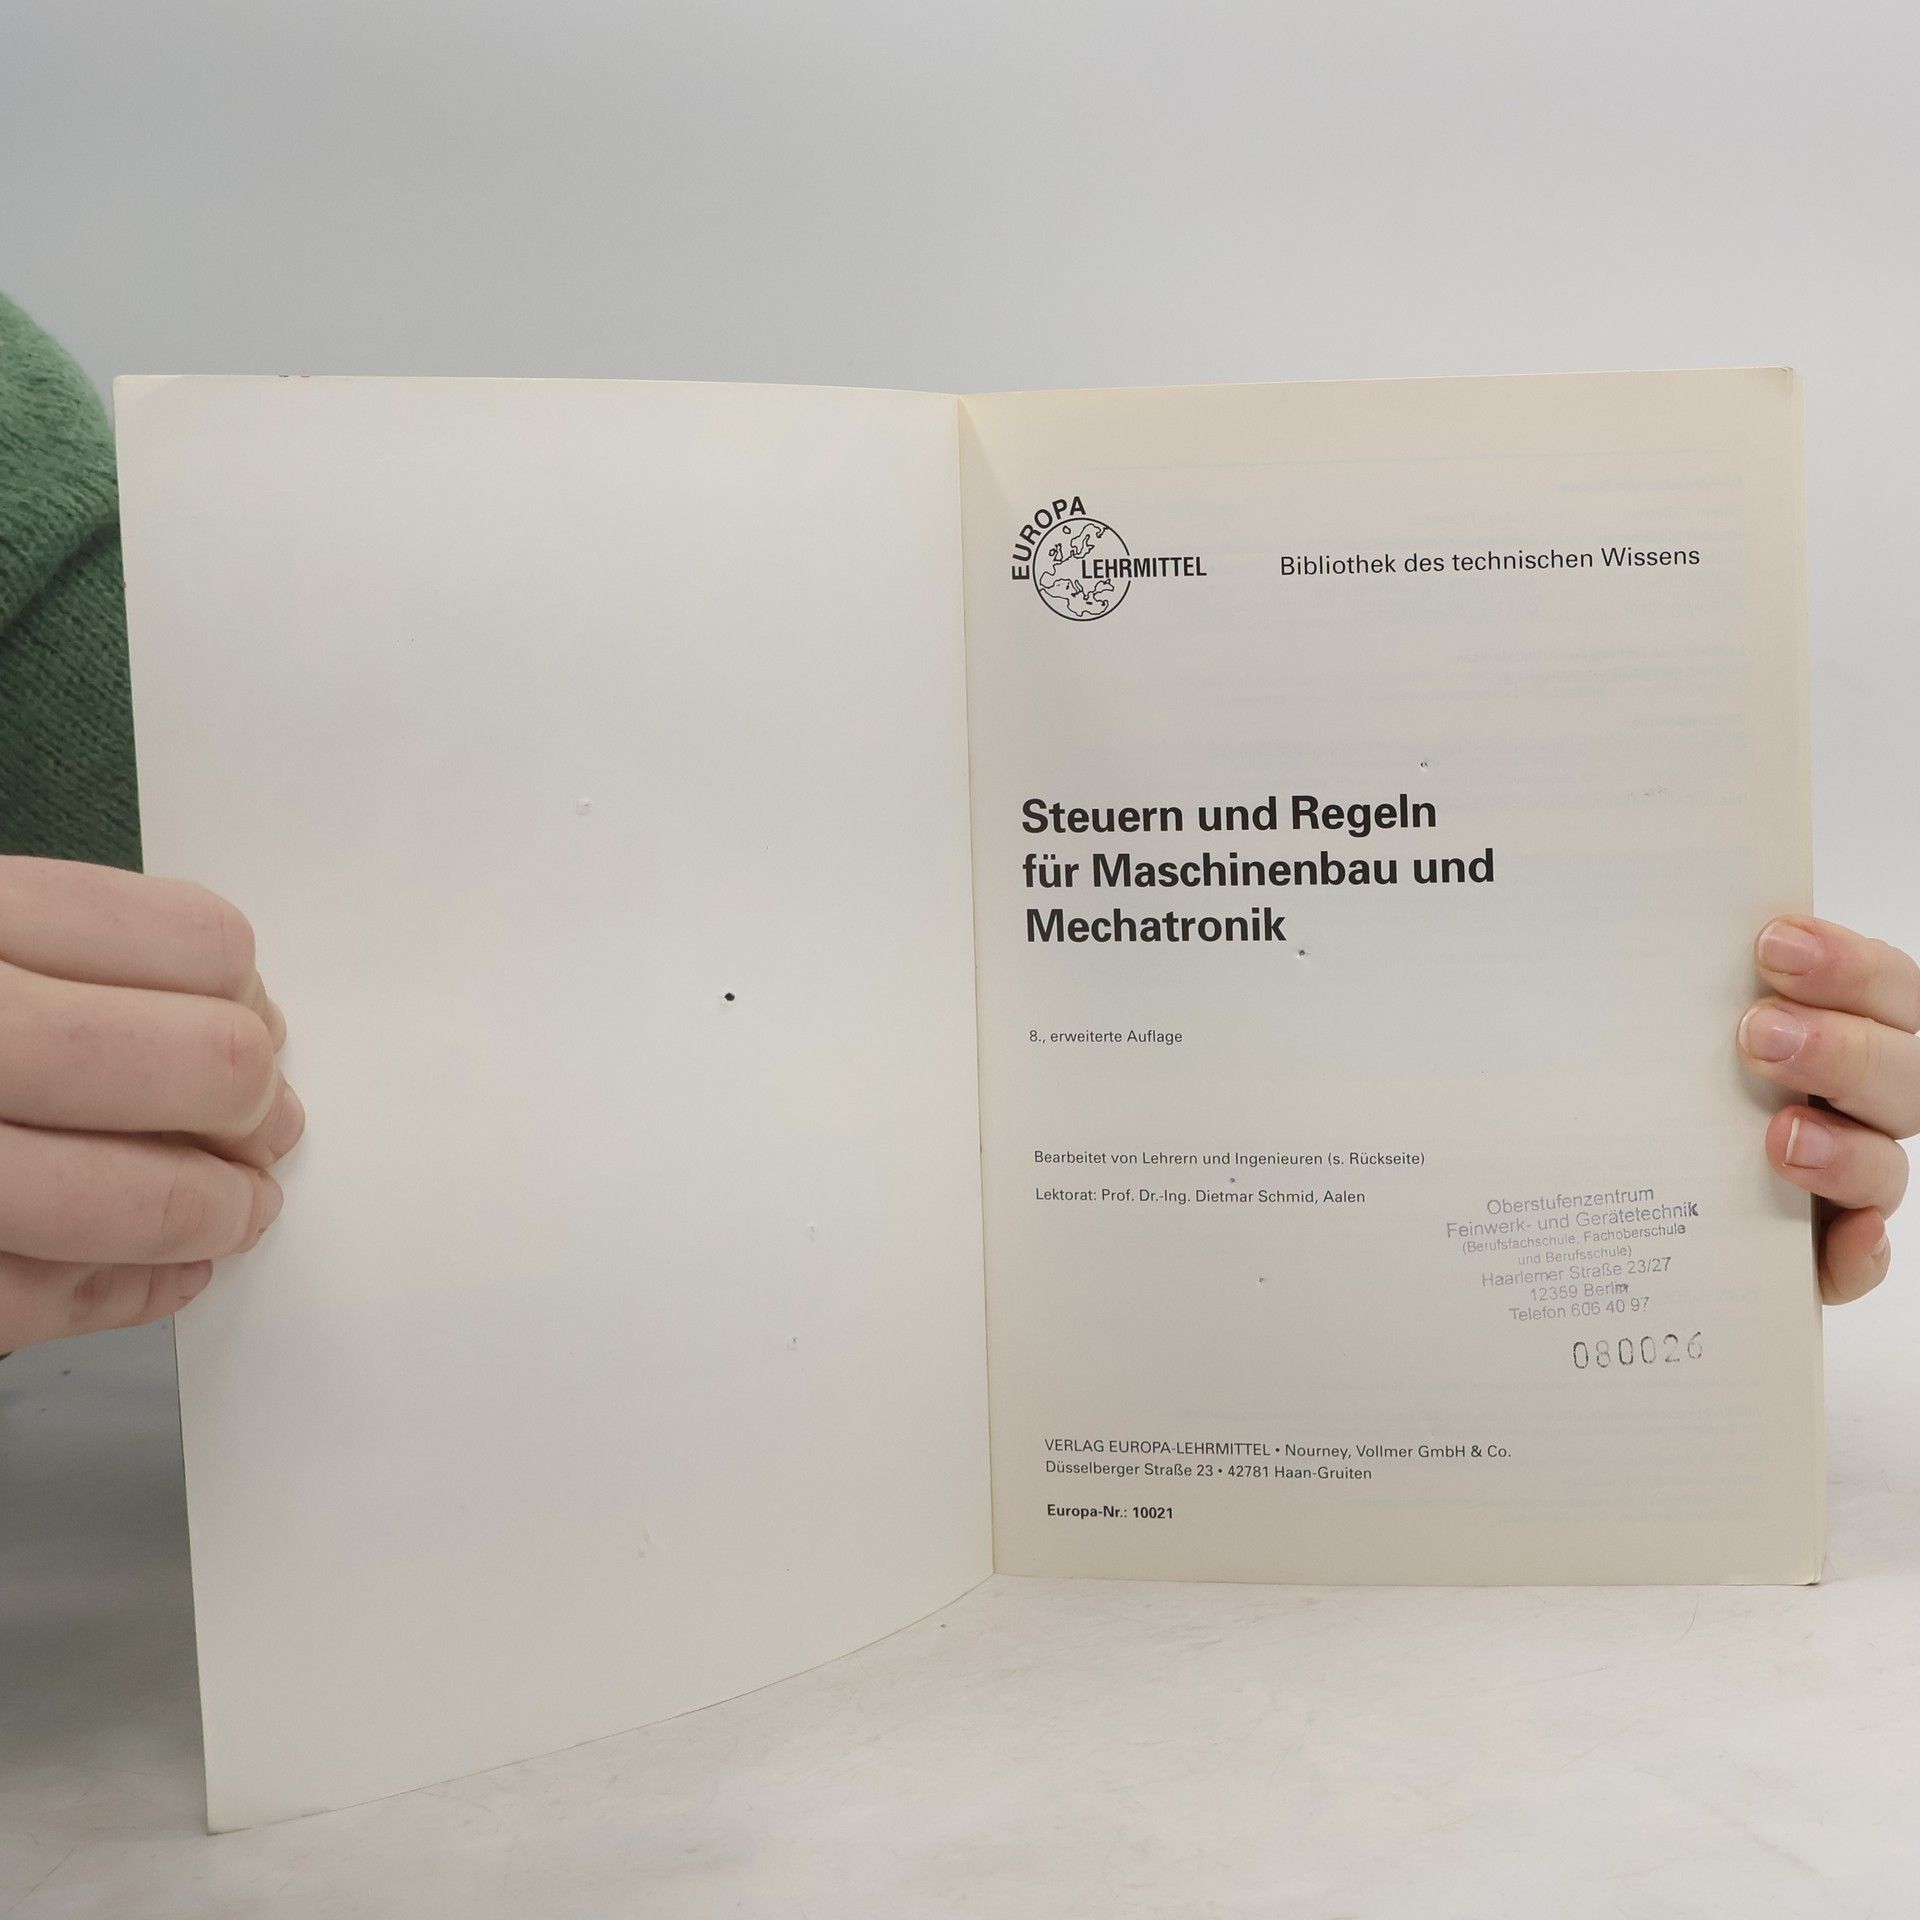 EUROPA
LEHRMITTEL
Bibliothek des technischen Wissens
Steuern und Regeln
für Maschinenbau und
Mechatronik
8., erweiterte Auflage
Bearbeitet von Lehrern und Ingenieuren (s. Rückseite)
Lektorat: Prof. Dr.-Ing. Dietmar Schmid, Aalen
Oberstufenzentrum
Feinwerk- und Gerätetechnik
(Berufsfachschule, Fachoberschule
und Berufsschule)
Haarlemer Straße 23/27
12359 Berlin
Telefon 606 40 97
080026
VERLAG EUROPA-LEHRMITTEL • Nourney, Vollmer GmbH & Co.
Düsselberger Straße 23 • 42781 Haan-Gruiten
Europa-Nr.: 10021